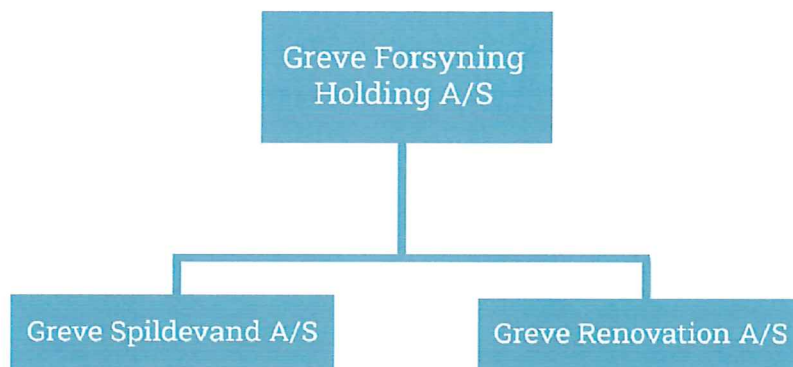 Greve Forsyning
Holding A/S
Greve Spildevand A/S
Greve Renovation A/S